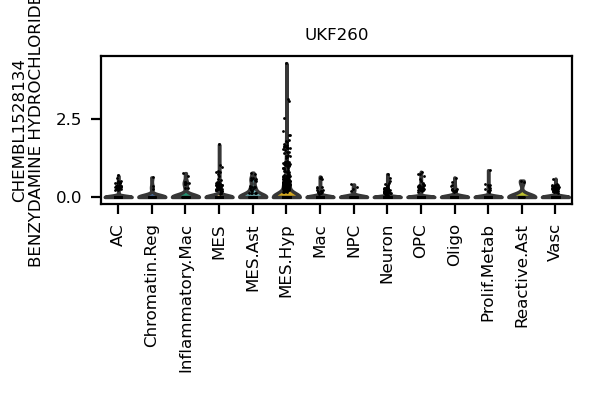 UKF260
CHEMBL1528134
BENZYDAMINE HYDROCHLORIDE
2.5
0.0
AC
Chromatin.Reg
Inflammatory.Mac
MES
MES.Ast
MES.Hyp
Mac
NPC
Neuron
OPC
Oligo
Prolif.Metab
Reactive.Ast
Vasc